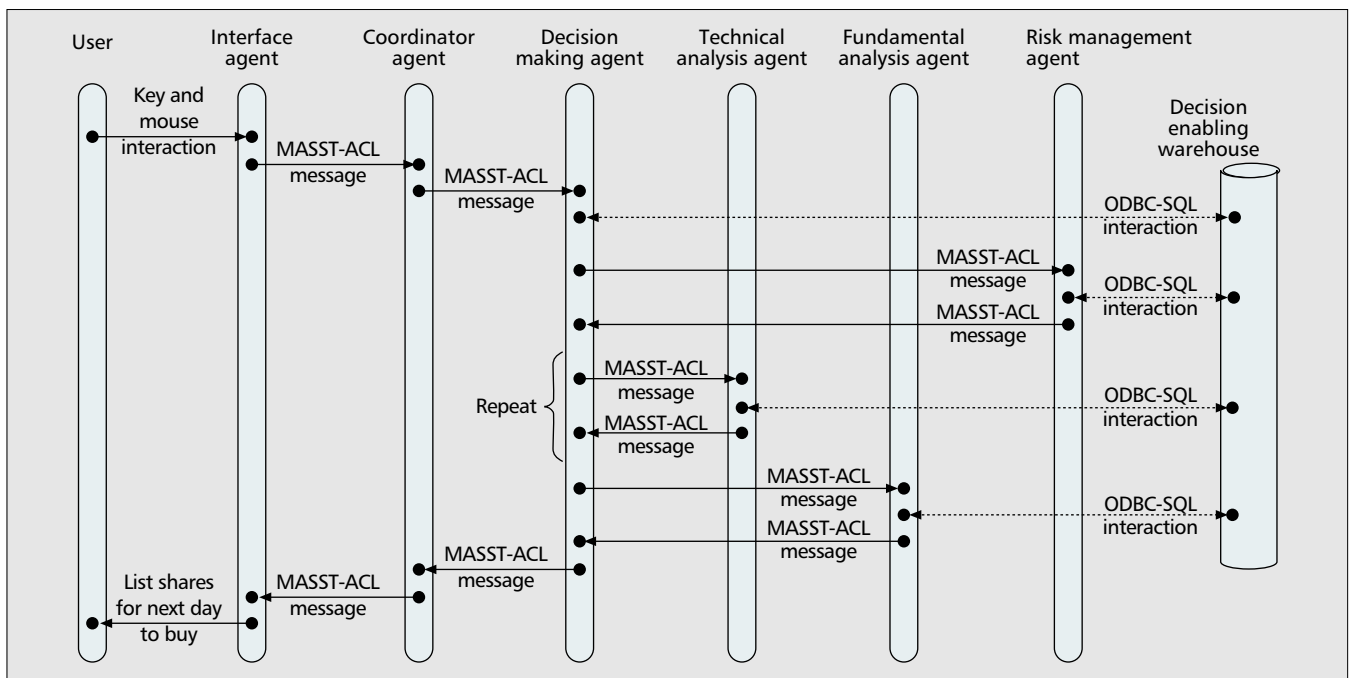 User
Interface
agent
Coordinator
agent
Decision
making agent
Technical
analysis agent
Fundamental
analysis agent
Risk management
agent
Decision
enabling
warehouse
Key and
mouse
interaction
MASST-ACL
message
MASST-ACL
message
ODBC-SQL
interaction
MASST-ACL
message
ODBC-SQL
interaction
MASST-ACL
message
Repeat
MASST-ACL
message
ODBC-SQL
interaction
MASST-ACL
message
MASST-ACL
message
ODBC-SQL
interaction
MASST-ACL
message
MASST-ACL
message
MASST-ACL
message
List shares
for next day
to buy